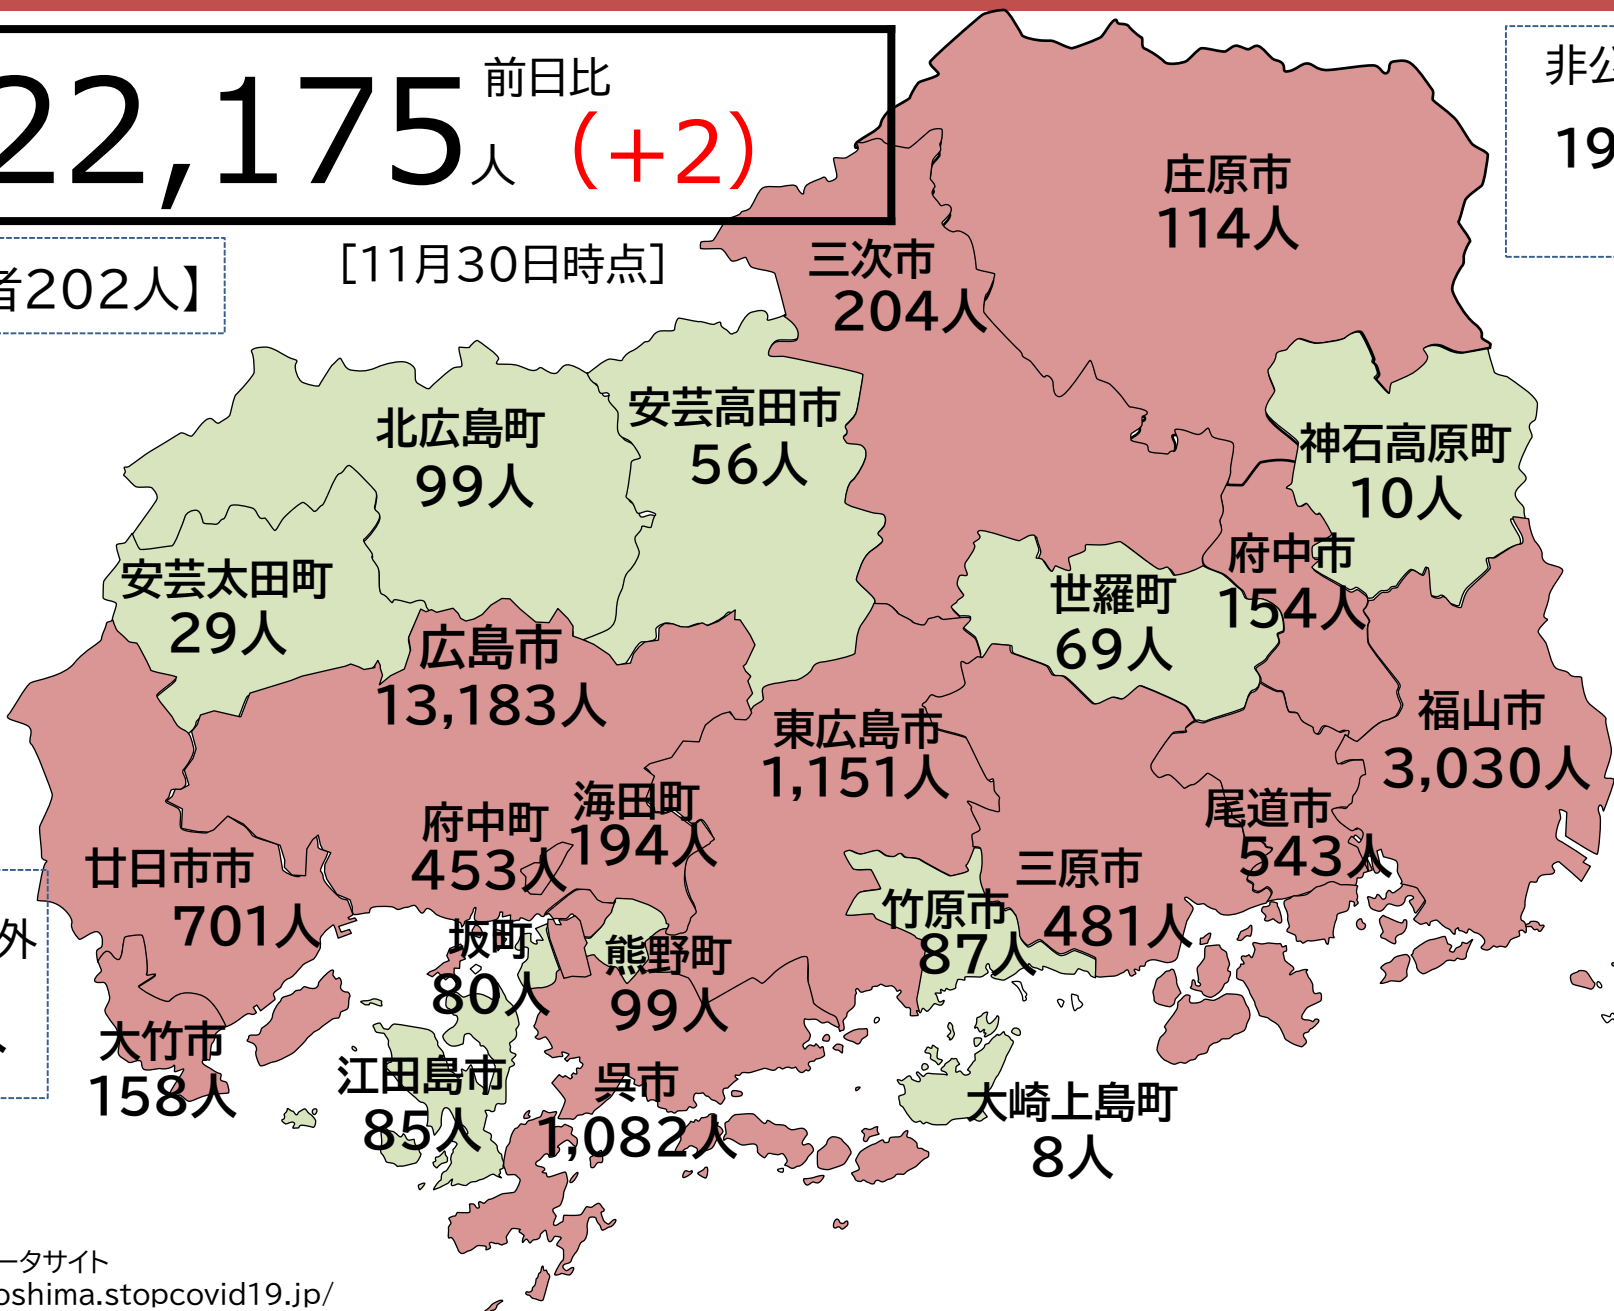 22,175人
前日比
(+2)
非公
19
者202人】
[11月30日時点]
庄原市
114人
三次市
204人
安芸高田市
56人
北広島町
99人
神石高原町
10人
府中市
154人
安芸太田町
29人
世羅町
69人
広島市
13,183人
福山市
3,030人
東広島市
1,151人
海田町
194人
府中町
453人
尾道市
543人
廿日市市
701人
三原市
481人
竹原市
87人
外
坂町
80人
熊野町
99人
大竹市
158人
江田島市
85人
呉市
1,082人
大崎上島町
8人
ータサイト
oshima.stopcovid19.jp/